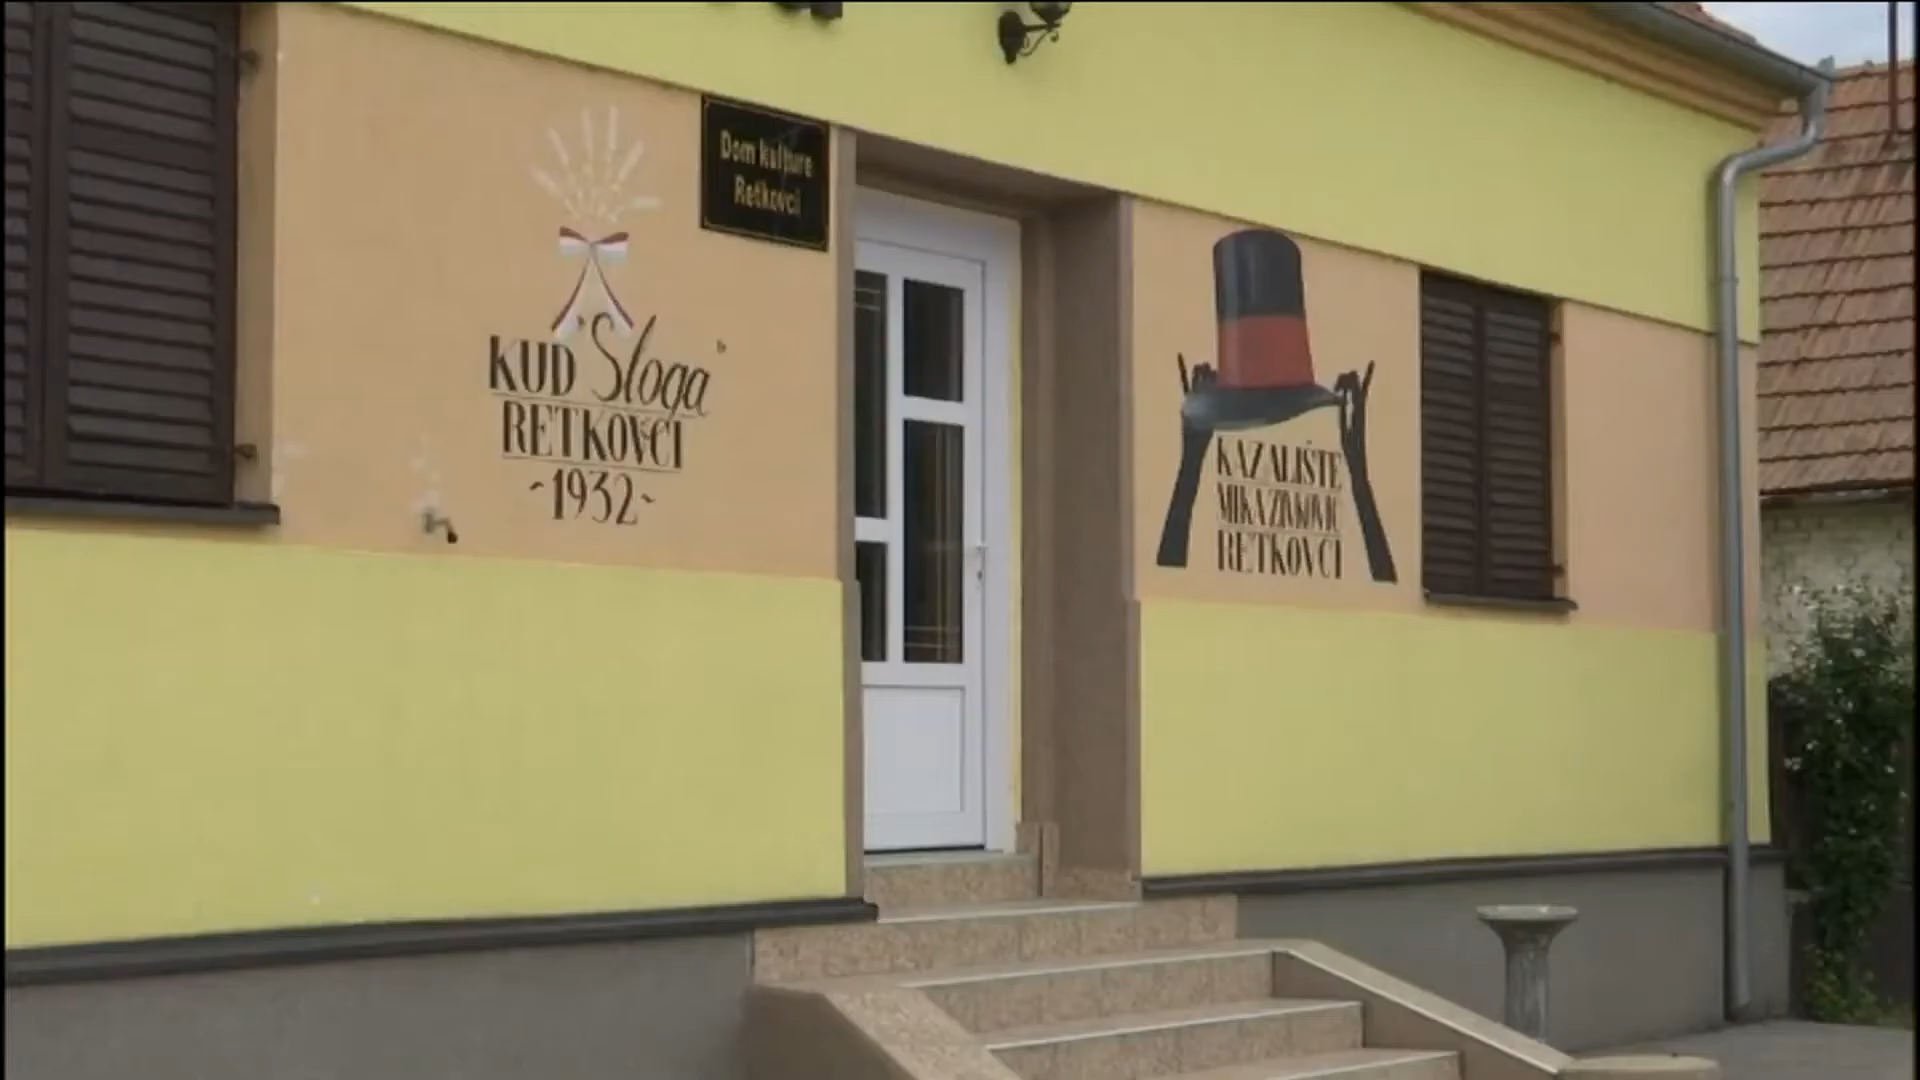 Dom kulture
Retkovci
KUD "Sloga"
RETKOVCI
~1932~
KAZALIŠTE
MIKA ŽIVKOVIĆ
RETKOVCI